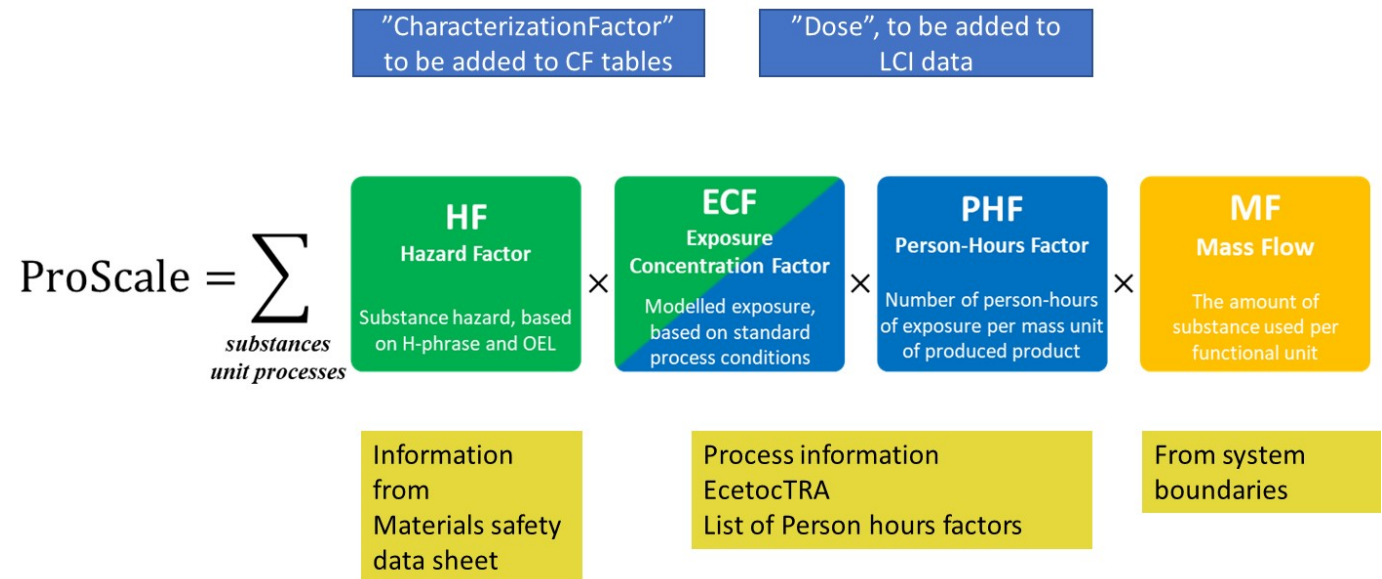 ”CharacterizationFactor”
to be added to CF tables
”Dose”, to be added to
LCI data
ProScale = ∑
substances
unit processes
HF
Hazard Factor
Substance hazard, based
on H-phrase and OEL
×
ECF
Exposure
Concentration Factor
Modelled exposure,
based on standard
process conditions
×
PHF
Person-Hours Factor
Number of person-hours
of exposure per mass unit
of produced product
×
MF
Mass Flow
The amount of
substance used per
functional unit
Information
from
Materials safety
data sheet
Process information
EcetocTRA
List of Person hours factors
From system
boundaries